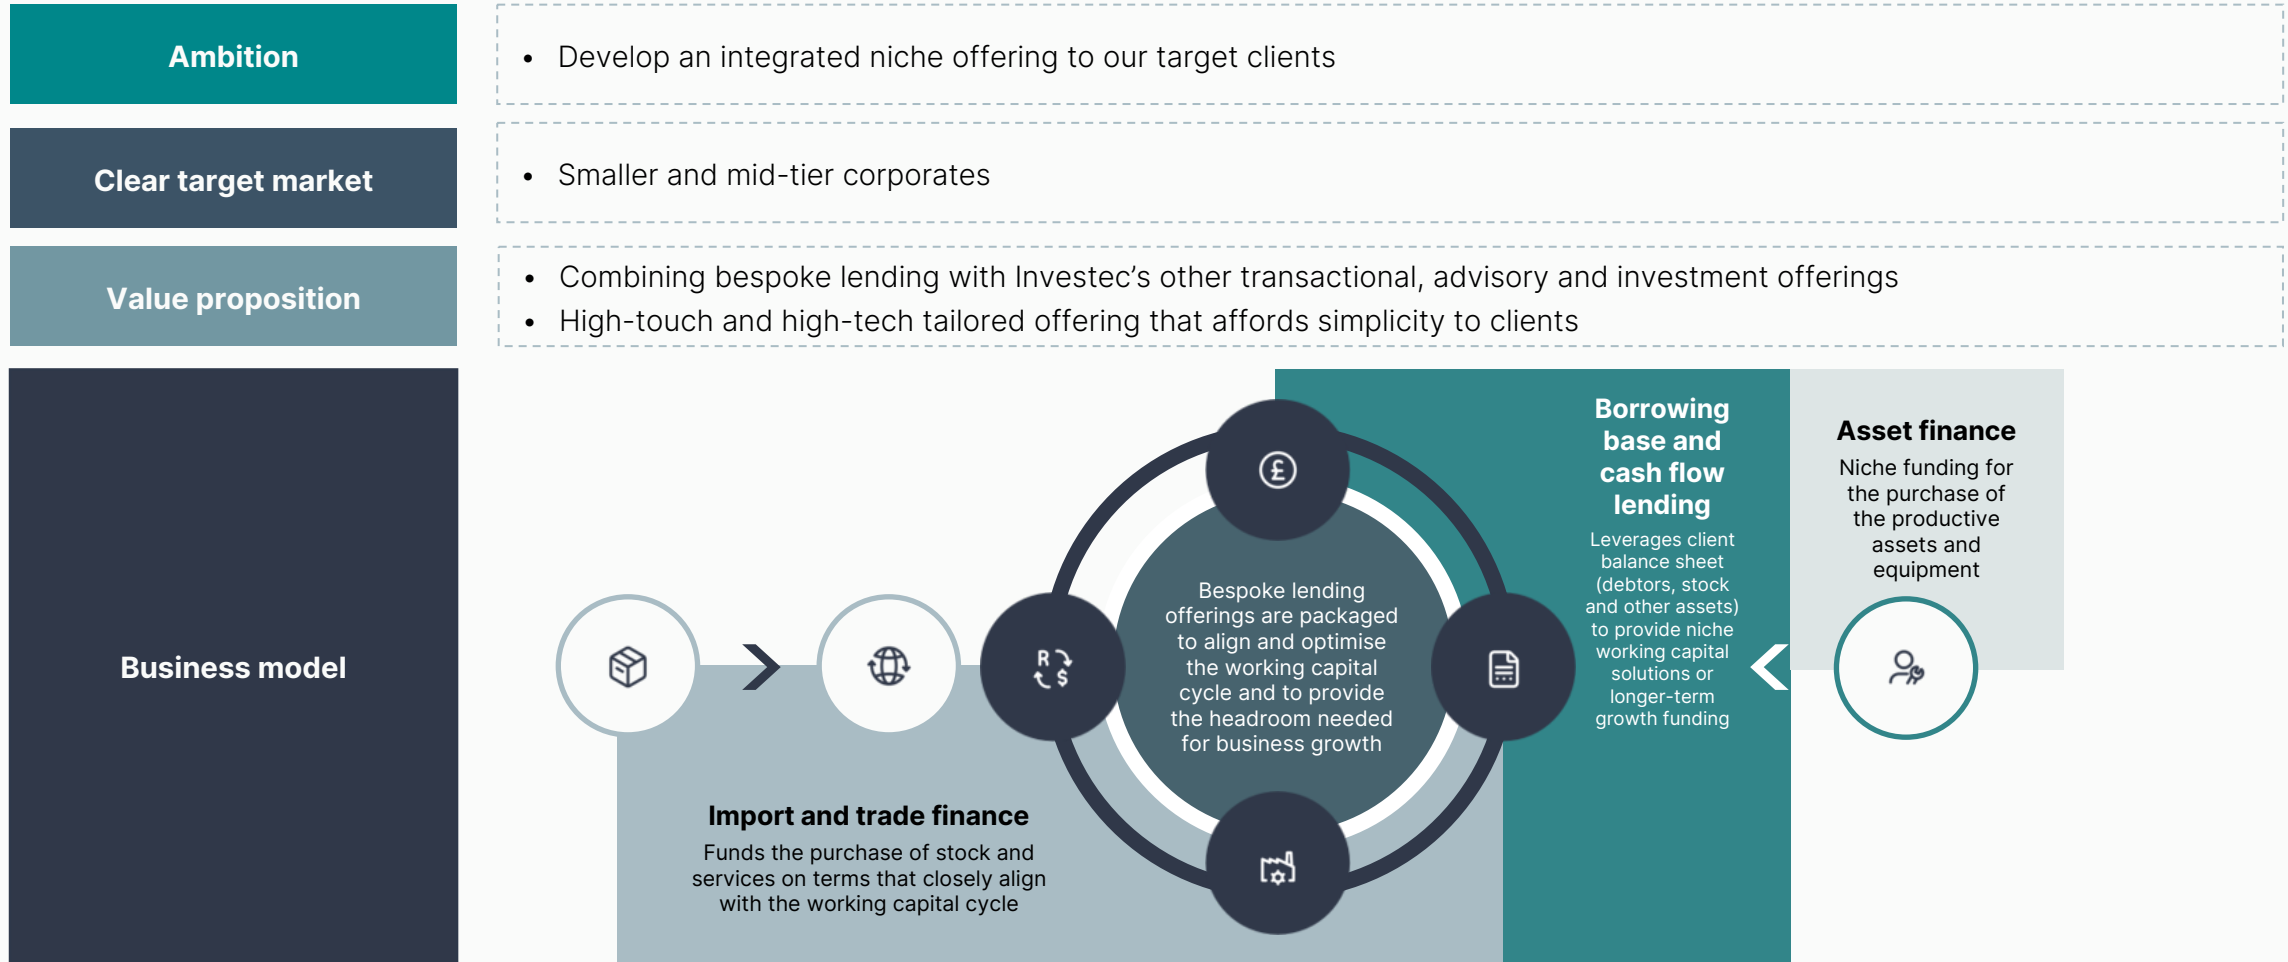 Ambition
• Develop an integrated niche offering to our target clients
Clear target market
• Smaller and mid-tier corporates
Value proposition
• Combining bespoke lending with Investec’s other transactional, advisory and investment offerings
• High-touch and high-tech tailored offering that affords simplicity to clients
Business model
Import and trade finance
Funds the purchase of stock and
services on terms that closely align
with the working capital cycle
R
$
£
Bespoke lending
offerings are packaged
to align and optimise
the working capital
cycle and to provide
the headroom needed
for business growth
Borrowing
base and
cash flow
lending
Leverages client
balance sheet
(debtors, stock
and other assets)
to provide niche
working capital
solutions or
longer-term
growth funding
Asset finance
Niche funding for
the purchase of
the productive
assets and
equipment